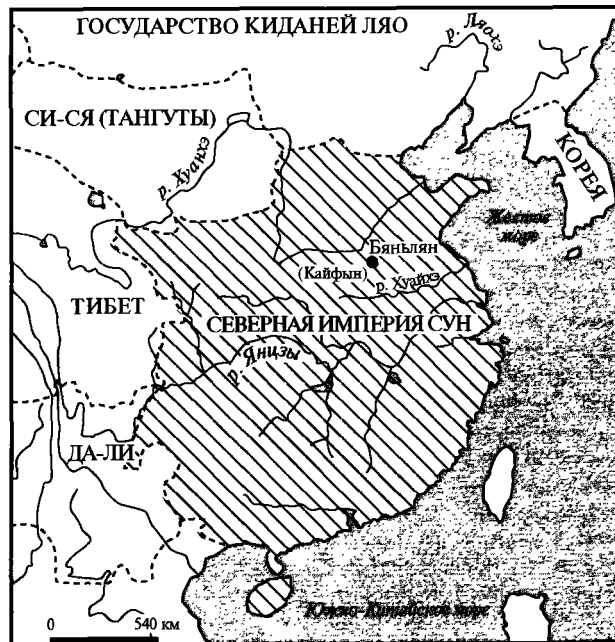 ГОСУДАРСТВО КИДАНЕЙ ЛЯО
р. Ляохэ
СИ-СЯ (ТАНГУТЫ)
р. Хуанхэ
КОРЕЯ
Желтое
море
Бяньлян
(Кайфын)
р. Хуайхэ
ТИБЕТ
СЕВЕРНАЯ ИМПЕРИЯ СУН
р. Янцзы
ДА-ЛИ
Южно-Китайское море
0 540 км